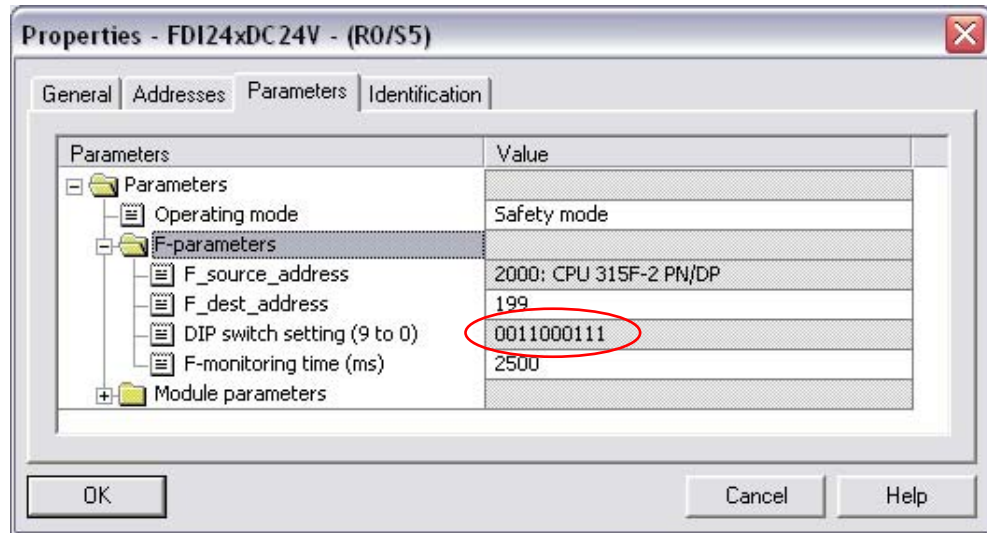 Properties - FDI24xDC24V - (R0/S5)
General Addresses Parameters Identification
Parameters Value
Parameters
Operating mode Safety mode
F-parameters
F_source_address 2000: CPU 315F-2 PN/DP
F_dest_address 199
DIP switch setting (9 to 0) 0011000111
F-monitoring time (ms) 2500
Module parameters
OK Cancel Help